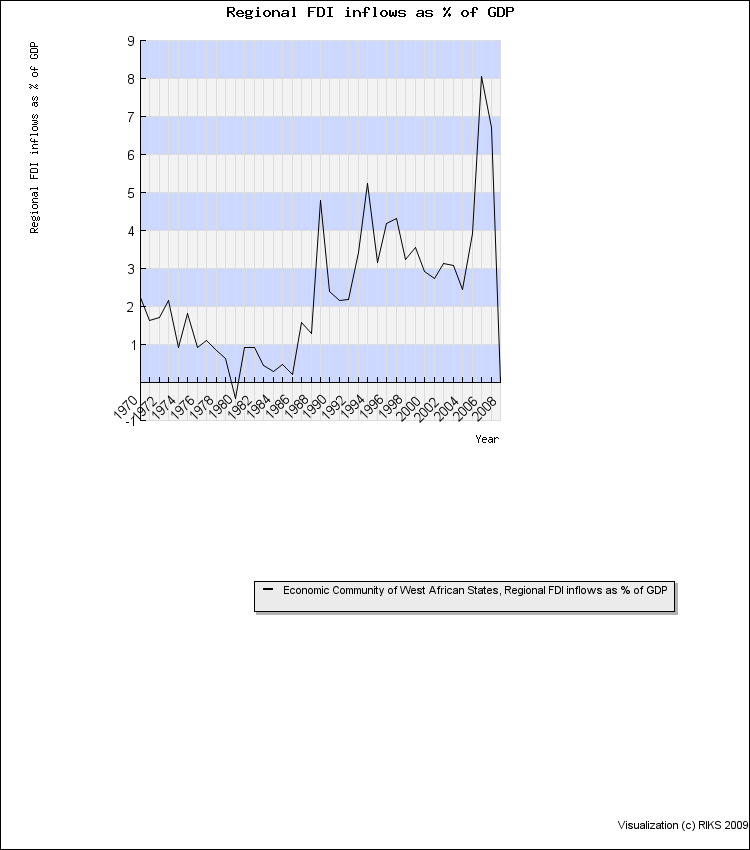 Regional FDI inflows as % of GDP
Regional FDI inflows as % of GDP
9
8
7
6
5
4
3
2
1
-1
1970 1972 1974 1976 1978 1980 1982 1984 1986 1988 1990 1992 1994 1996 1998 2000 2002 2004 2006 2008
Year
Economic Community of West African States, Regional FDI inflows as % of GDP
Visualization (c) RIKS 2009